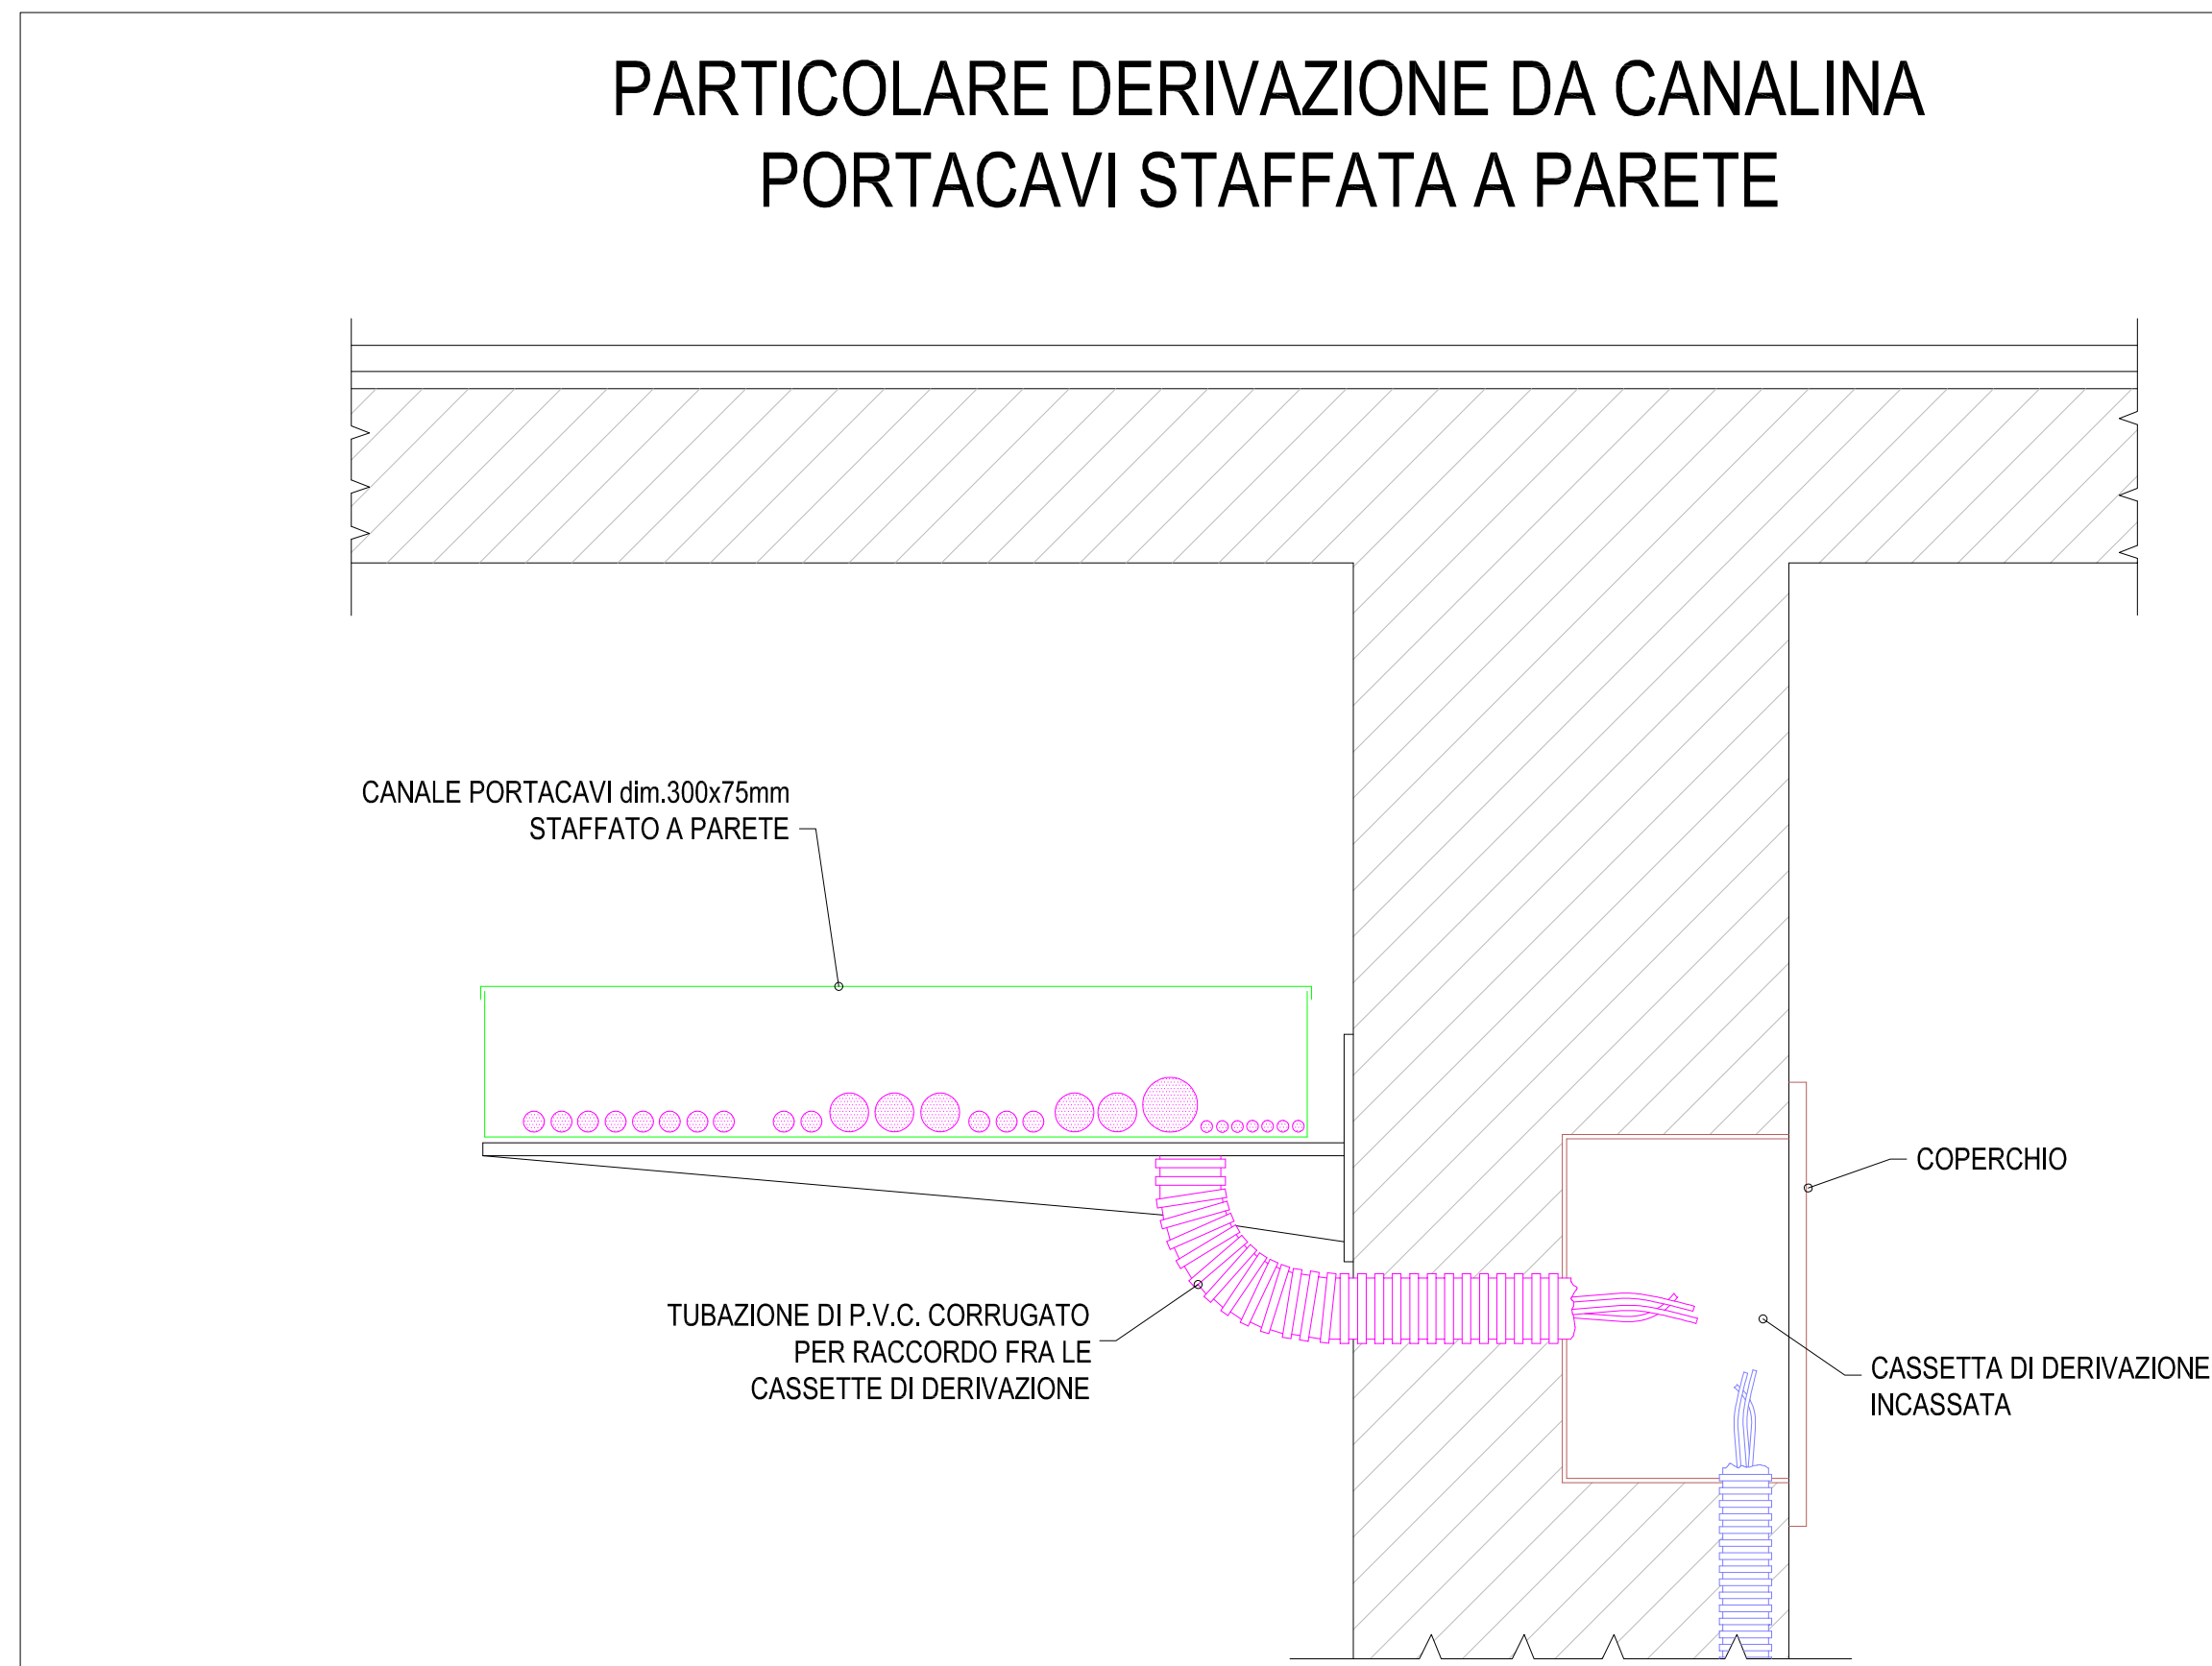 PARTICOLARE DERIVAZIONE DA CANALINA
PORTACAVI STAFFATA A PARETE
CANALE PORTACAVI dim.300x75mm
STAFFATO A PARETE
COPERCHIO
TUBAZIONE DI P.V.C. CORRUGATO
PER RACCORDO FRA LE
CASSETTE DI DERIVAZIONE
CASSETTA DI DERIVAZIONE
INCASSATA